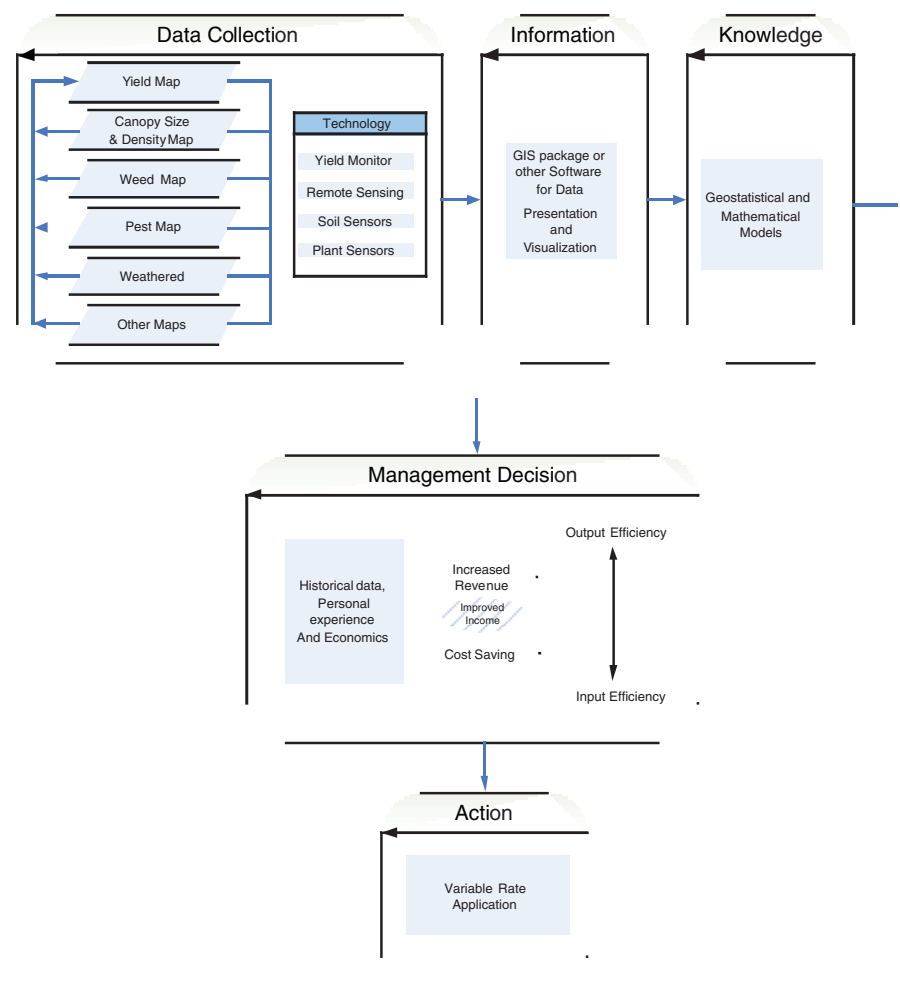 Data Collection
Yield Map
Canopy Size
& Density Map
Weed Map
Pest Map
Weathered
Other Maps
Technology
Yield Monitor
Remote Sensing
Soil Sensors
Plant Sensors
Information
GIS package or
other Software
for Data
Presentation
and
Visualization
Knowledge
Geostatistical and
Mathematical
Models
Management Decision
Historical data,
Personal
experience
And Economics
Increased
Revenue
Improved
Income
Cost Saving
Output Efficiency
Input Efficiency
Action
Variable Rate
Application